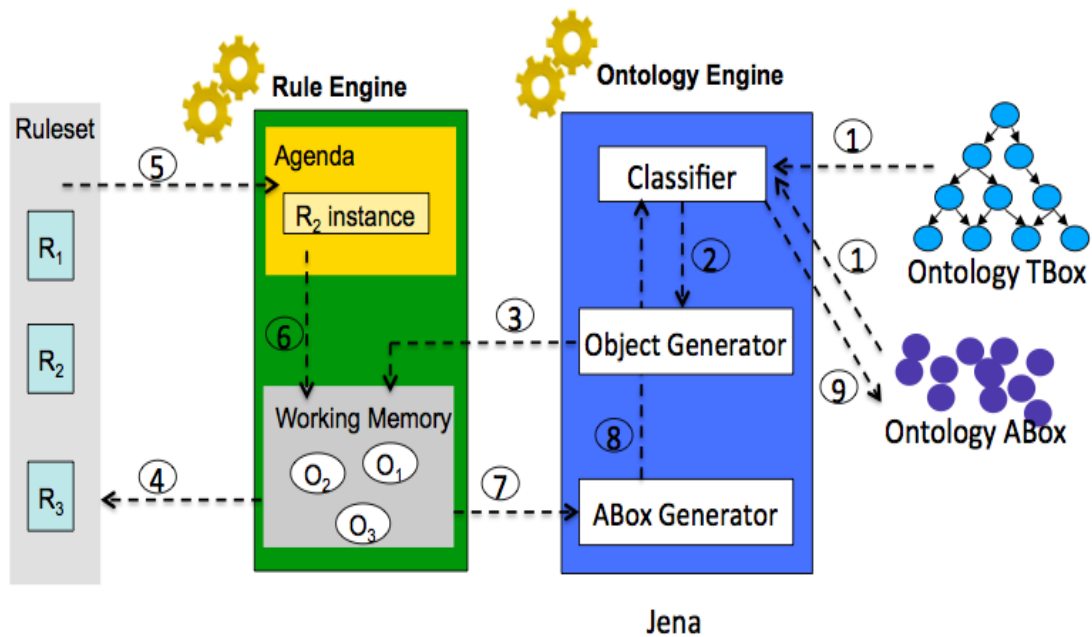 Rule Engine
Ontology Engine
Ruleset
R1
R2
R3
5
Agenda
R2 instance
6
3
Working Memory
O2
O1
O3
4
7
Classifier
2
Object Generator
8
ABox Generator
1
1
9
Ontology TBox
Ontology ABox
Jena